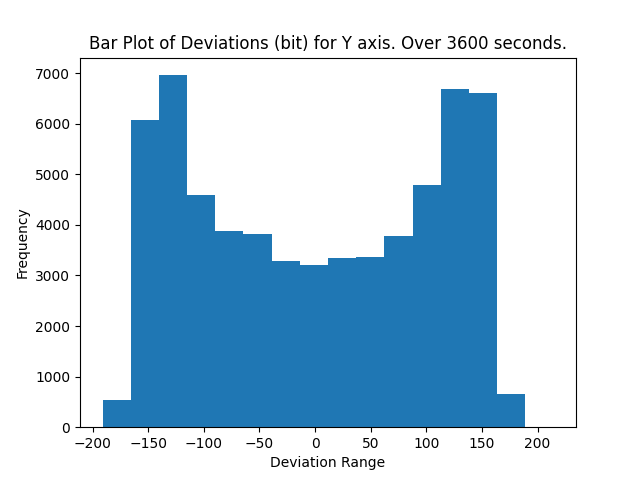 Bar Plot of Deviations (bit) for Y axis. Over 3600 seconds.
7000
6000
5000
4000
3000
2000
1000
0
Frequency
−200 −150 −100 −50 0 50 100 150 200
Deviation Range